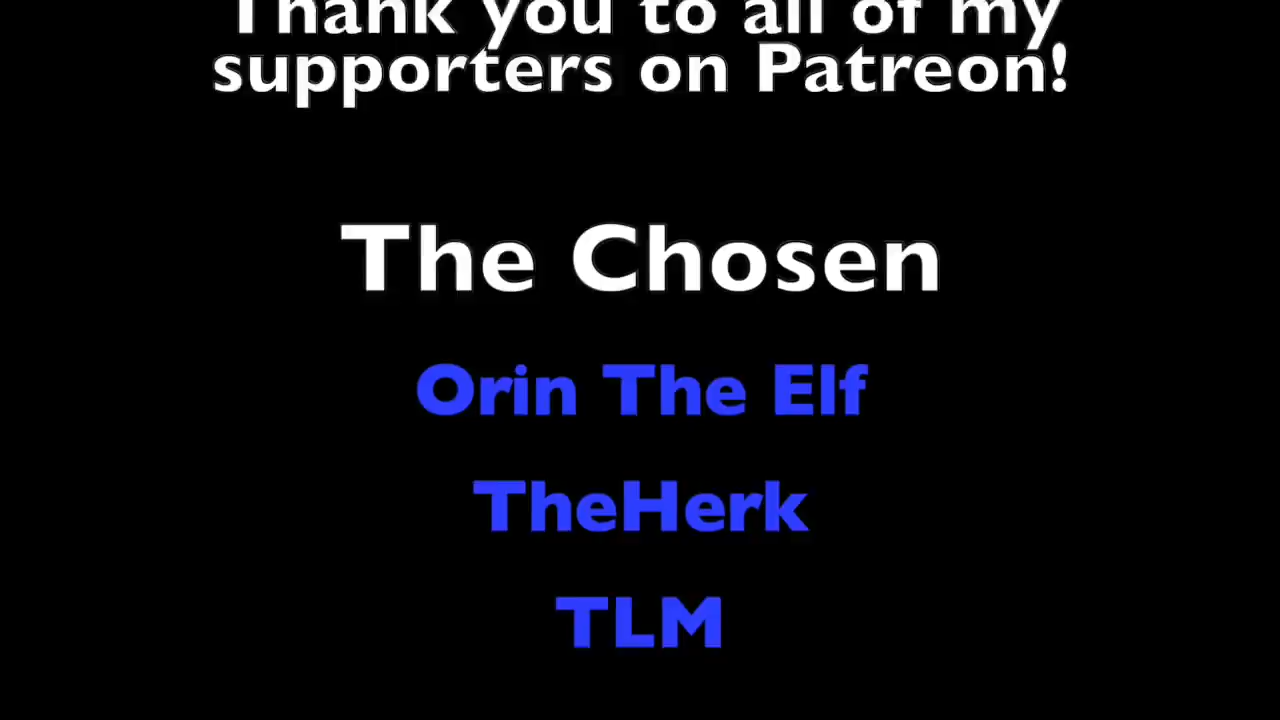 Thank you to all of my
supporters on Patreon!
The Chosen
Orin The Elf
TheHerk
TLM